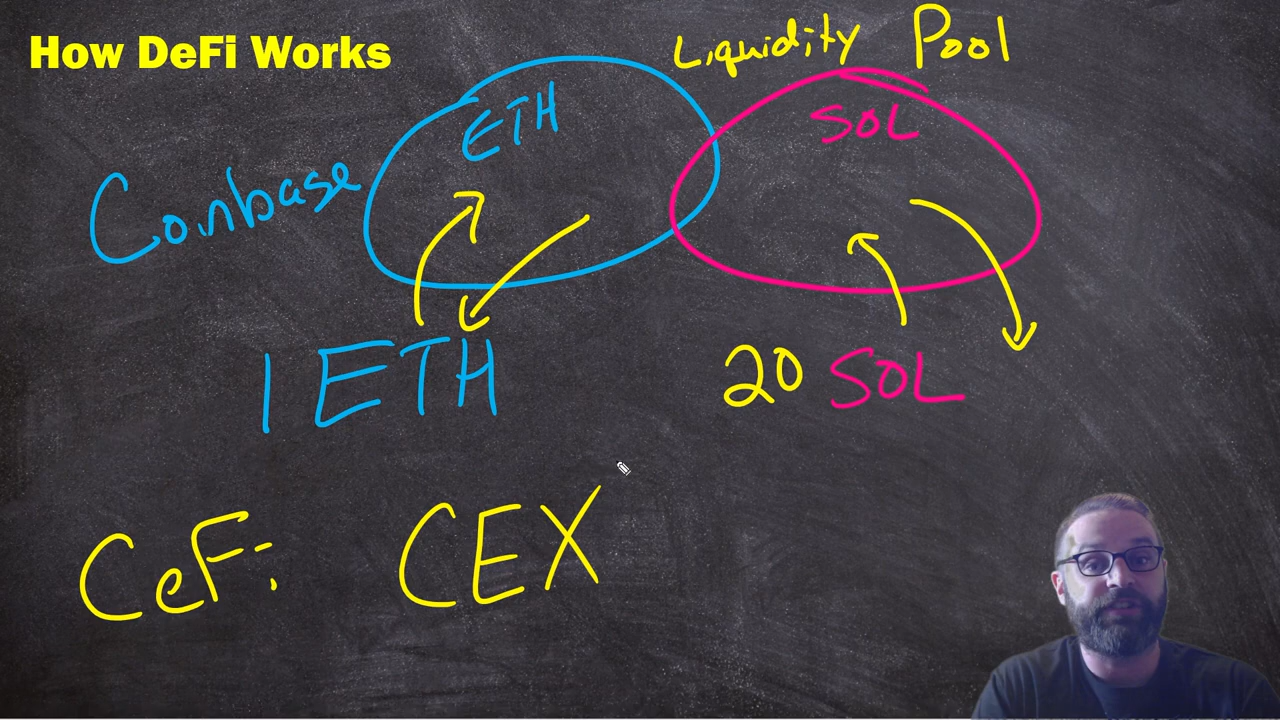 How DeFi Works
Liquidity Pool
ETH
SOL
Coinbase
1 ETH
20 SOL
CeFi
CEX